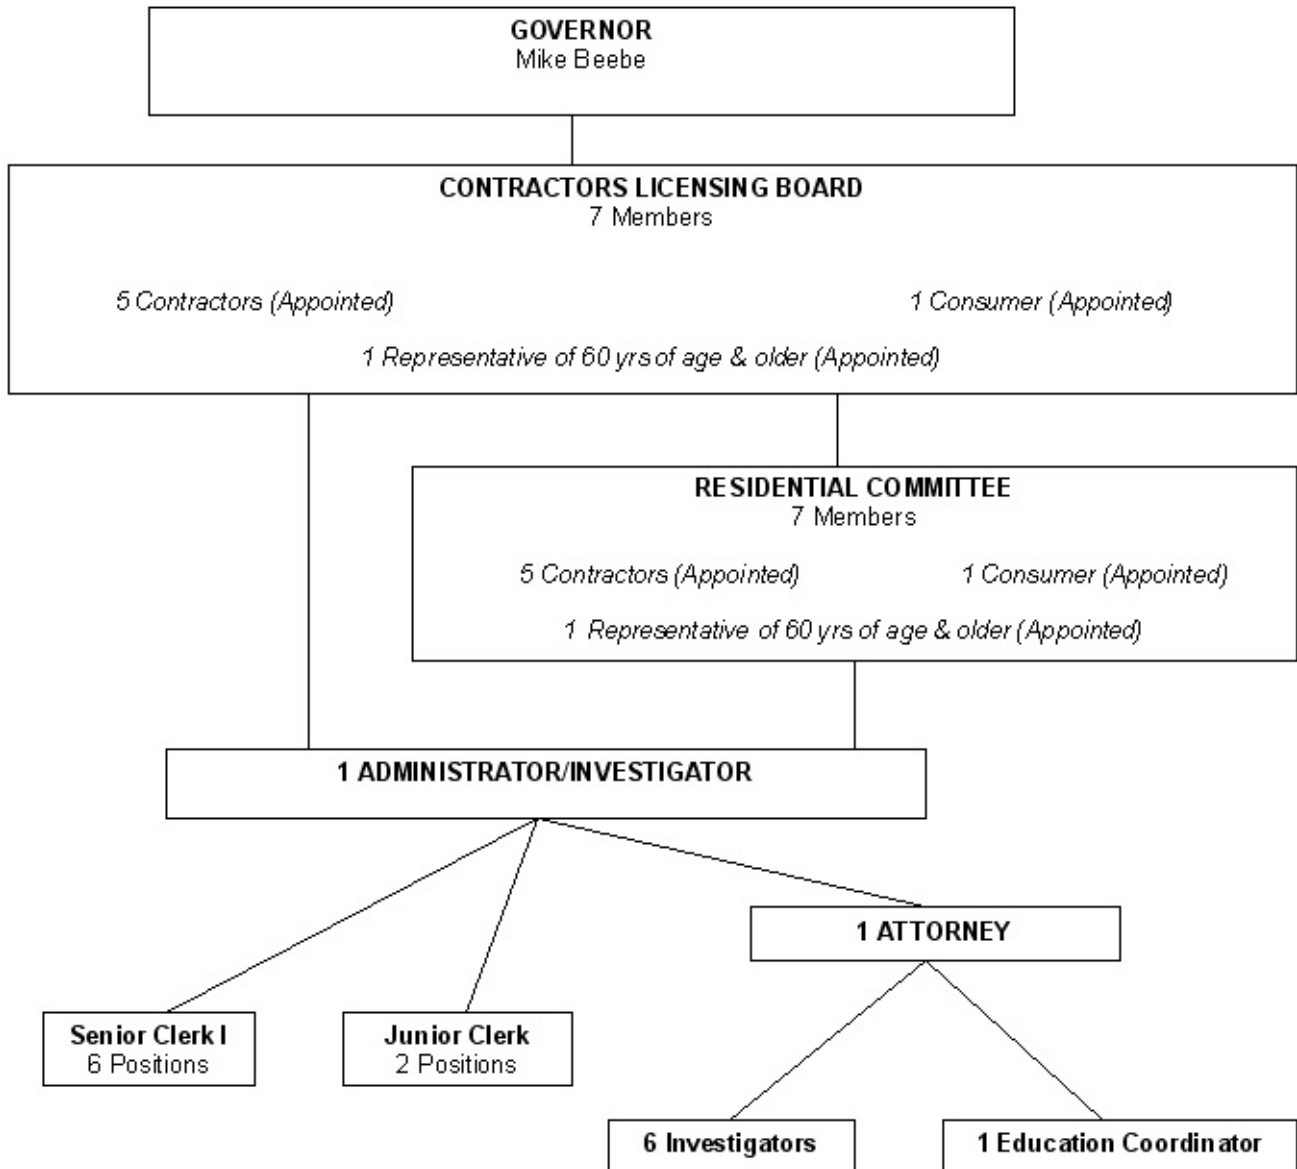 GOVERNOR
Mike Beebe
CONTRACTORS LICENSING BOARD
7 Members
5 Contractors (Appointed)
1 Consumer (Appointed)
1 Representative of 60 yrs of age & older (Appointed)
RESIDENTIAL COMMITTEE
7 Members
5 Contractors (Appointed)
1 Consumer (Appointed)
1 Representative of 60 yrs of age & older (Appointed)
1 ADMINISTRATOR/INVESTIGATOR
1 ATTORNEY
Senior Clerk I
6 Positions
Junior Clerk
2 Positions
6 Investigators
1 Education Coordinator